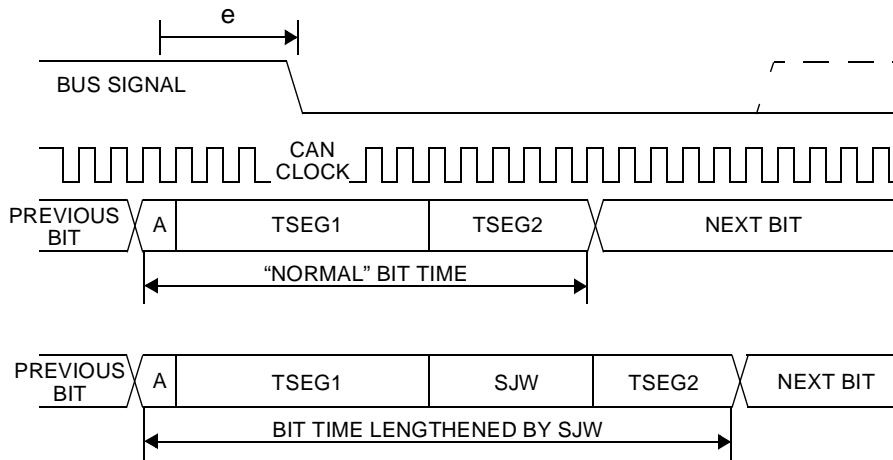 e
BUS SIGNAL
CAN
CLOCK
PREVIOUS
BIT
A
TSEG1
TSEG2
NEXT BIT
“NORMAL” BIT TIME
PREVIOUS
BIT
A
TSEG1
SJW
TSEG2
NEXT BIT
BIT TIME LENGTHENED BY SJW